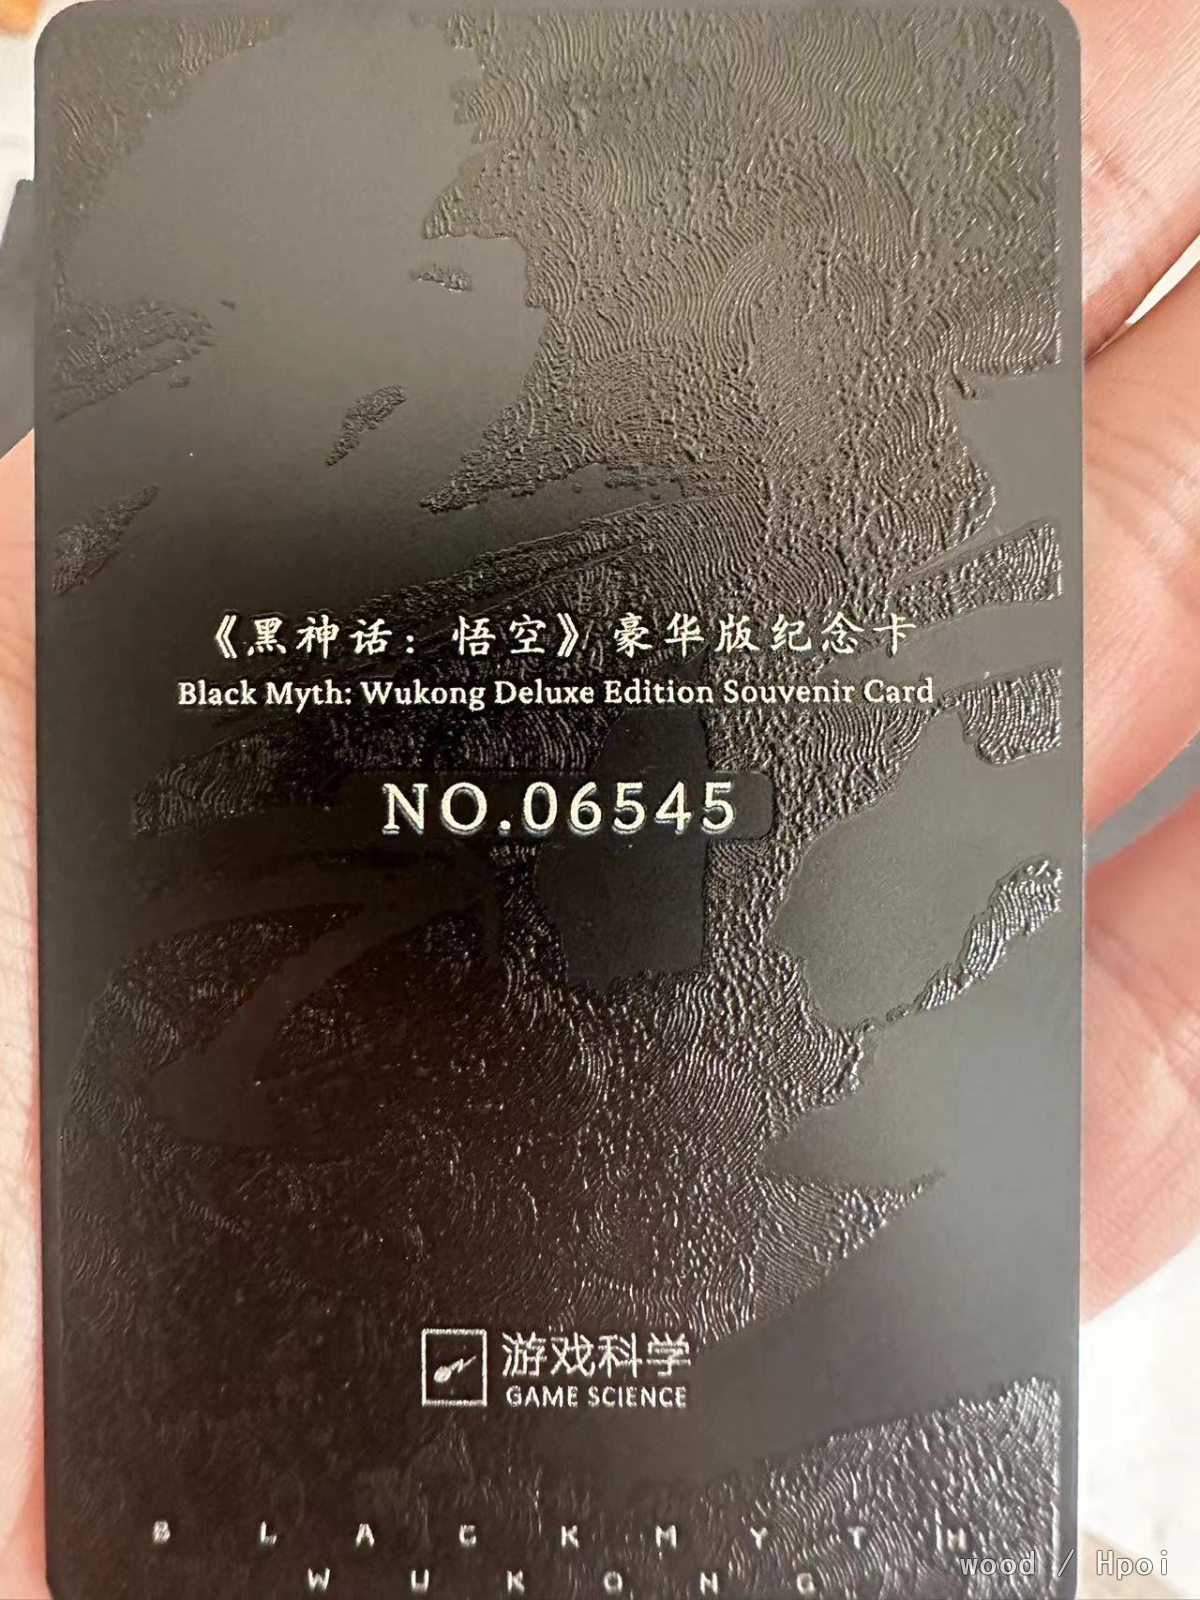 《黑神话：悟空》豪华版纪念卡
Black Myth: Wukong Deluxe Edition Souvenir Card
NO.06545
游戏科学
GAME SCIENCE
B L A C K M Y T H
W U K O N G
wood / Hpoi